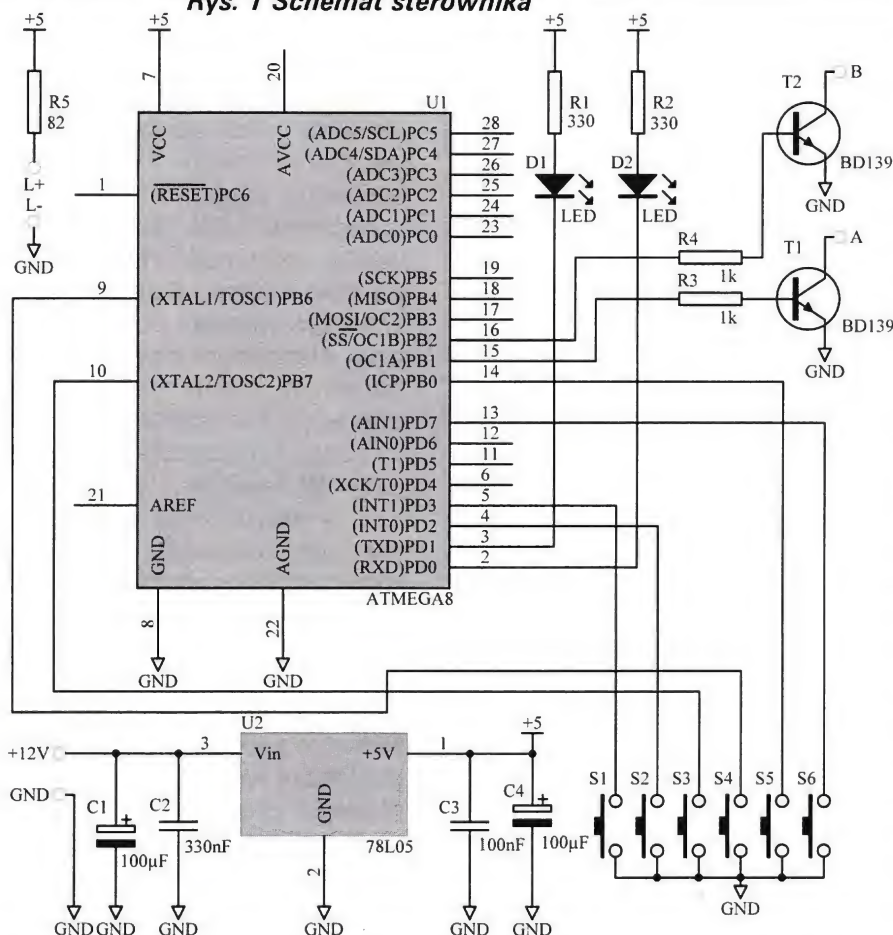 Rys. 1 Schemat sterownika
+5
+5
+5
+5
R5
82
L+
L-
GND
7
20
U1
VCC
AVCC
1
(RESET)PC6
9
(XTAL1/TOSC1)PB6
10
(XTAL2/TOSC2)PB7
21
AREF
GND
AGND
8
22
GND
GND
ATMEGA8
(ADC5/SCL)PC5
28
(ADC4/SDA)PC4
27
(ADC3)PC3
26
(ADC2)PC2
25
(ADC1)PC1
24
(ADC0)PC0
23
(SCK)PB5
19
(MISO)PB4
18
(MOSI/OC2)PB3
17
(SS/OC1B)PB2
16
(OC1A)PB1
15
(ICP)PB0
14
(AIN1)PD7
13
(AIN0)PD6
12
(T1)PD5
11
(XCK/T0)PD4
6
(INT1)PD3
5
(INT0)PD2
4
(TXD)PD1
3
(RXD)PD0
2
R1
330
R2
330
D1
LED
D2
LED
T2
B
BD139
GND
R4
1k
R3
1k
T1
A
BD139
GND
U2
+12V
3
Vin
+5V
1
+5
GND
GND
2
78L05
C1
100µF
C2
330nF
C3
100nF
C4
100µF
GND
GND
GND
GND
GND
GND
S1
S2
S3
S4
S5
S6
GND